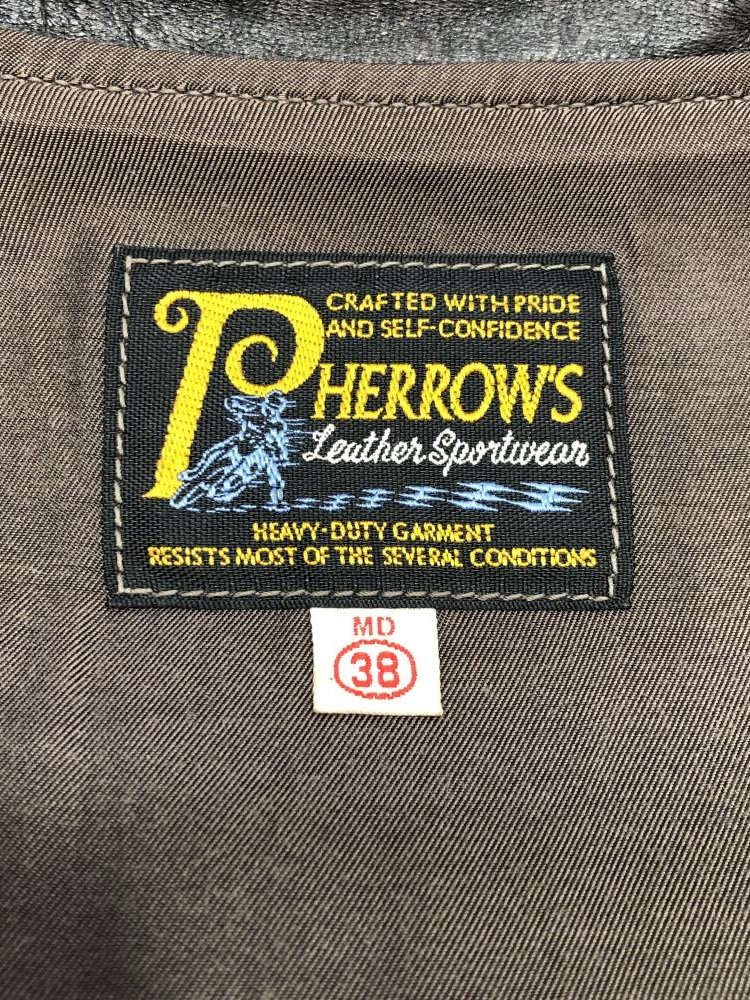 CRAFTED WITH PRIDE
AND SELF-CONFIDENCE
PHERROW'S
Leather Sportwear
HEAVY-DUTY GARMENT
RESISTS MOST OF THE SEVERAL CONDITIONS
MD
38